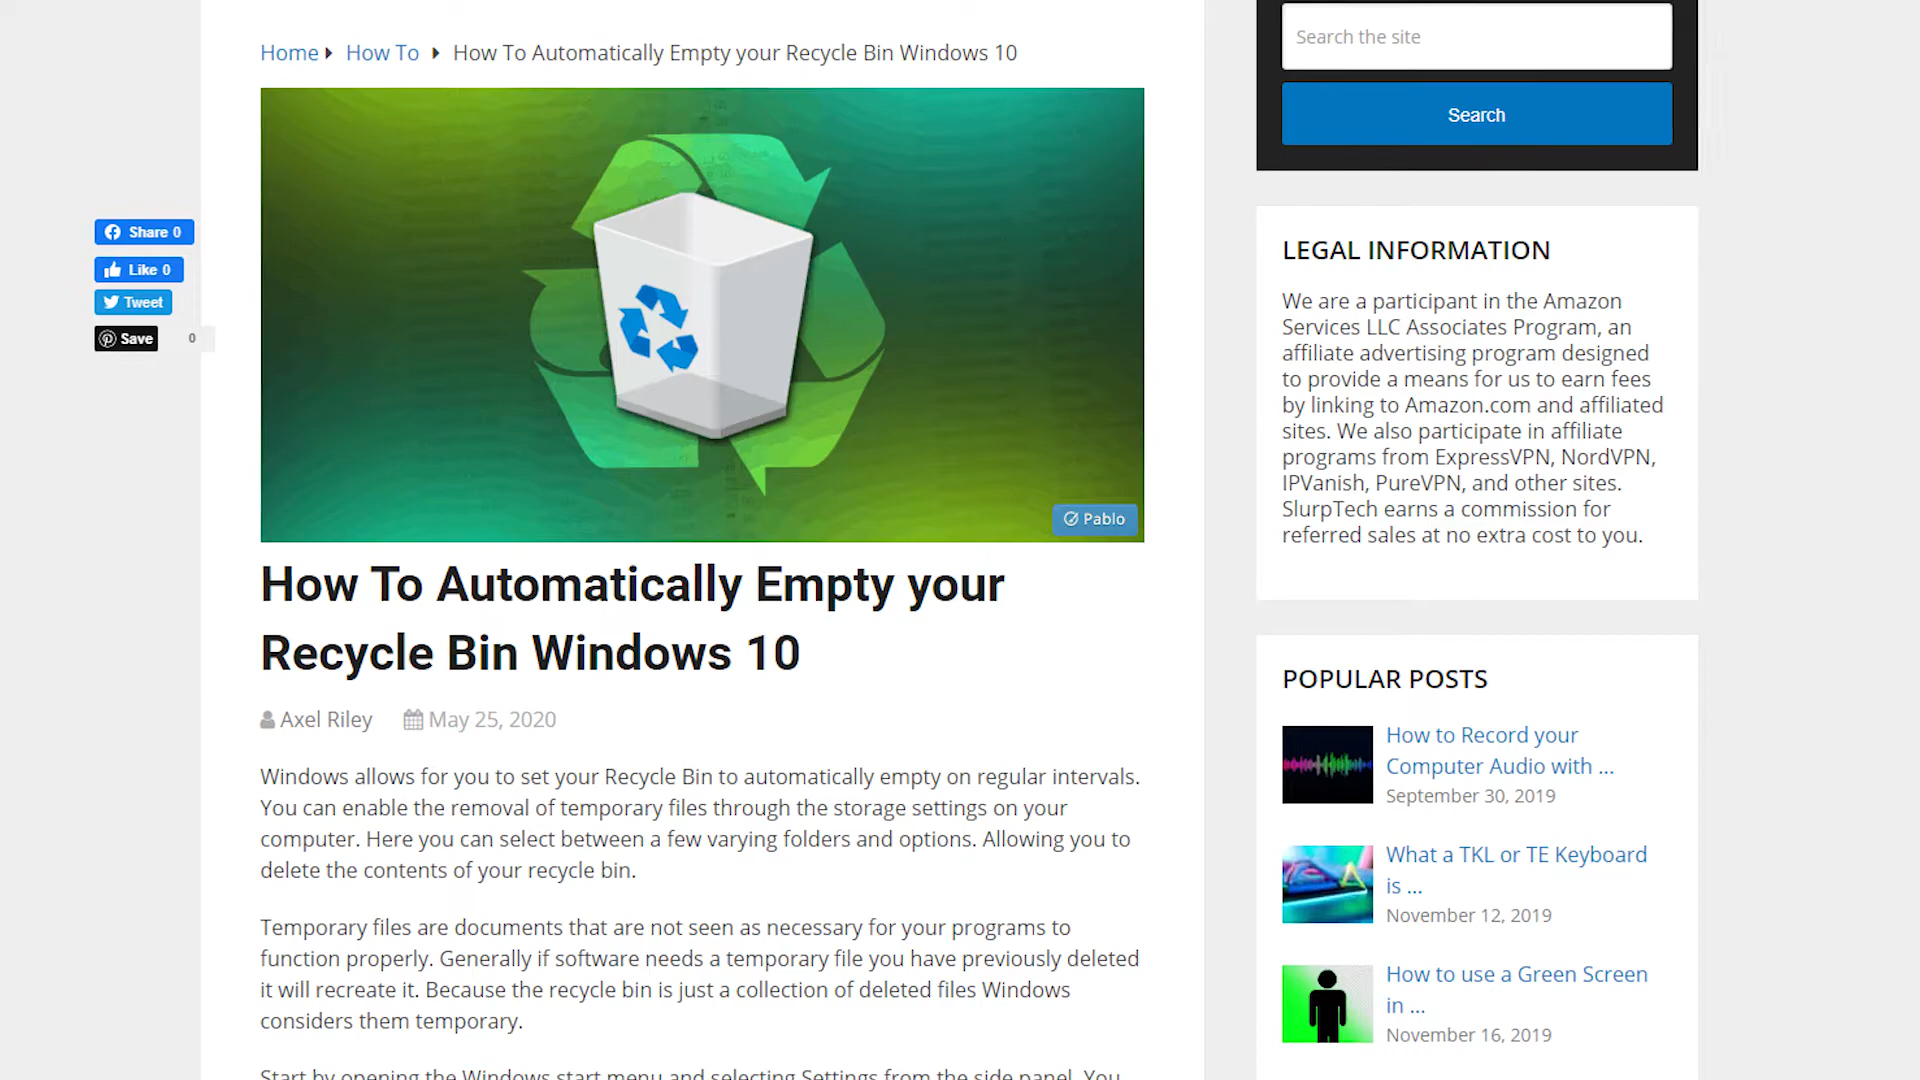 Home How To How To Automatically Empty your Recycle Bin Windows 10
Share 0
Like 0
Tweet
Save 0
Pablo
How To Automatically Empty your
Recycle Bin Windows 10
Axel Riley May 25, 2020
Windows allows for you to set your Recycle Bin to automatically empty on regular intervals.
You can enable the removal of temporary files through the storage settings on your
computer. Here you can select between a few varying folders and options. Allowing you to
delete the contents of your recycle bin.
Temporary files are documents that are not seen as necessary for your programs to
function properly. Generally if software needs a temporary file you have previously deleted
it will recreate it. Because the recycle bin is just a collection of deleted files Windows
considers them temporary.
Start by opening the Windows start menu and selecting Settings from the side panel. You
Search the site
Search
LEGAL INFORMATION
We are a participant in the Amazon
Services LLC Associates Program, an
affiliate advertising program designed
to provide a means for us to earn fees
by linking to Amazon.com and affiliated
sites. We also participate in affiliate
programs from ExpressVPN, NordVPN,
IPVanish, PureVPN, and other sites.
SlurpTech earns a commission for
referred sales at no extra cost to you.
POPULAR POSTS
How to Record your
Computer Audio with ...
September 30, 2019
What a TKL or TE Keyboard
is ...
November 12, 2019
How to use a Green Screen
in ...
November 16, 2019